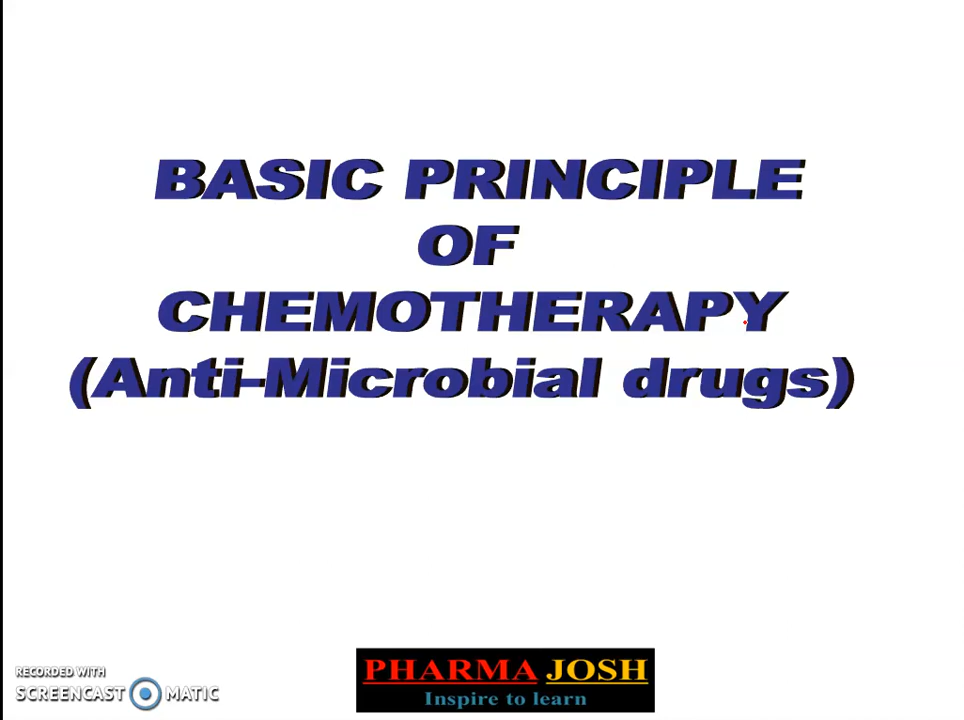 BASIC PRINCIPLE
OF
CHEMOTHERAPY
(Anti-Microbial drugs)
RECORDED WITH
SCREENCAST MATIC
PHARMA JOSH
Inspire to learn